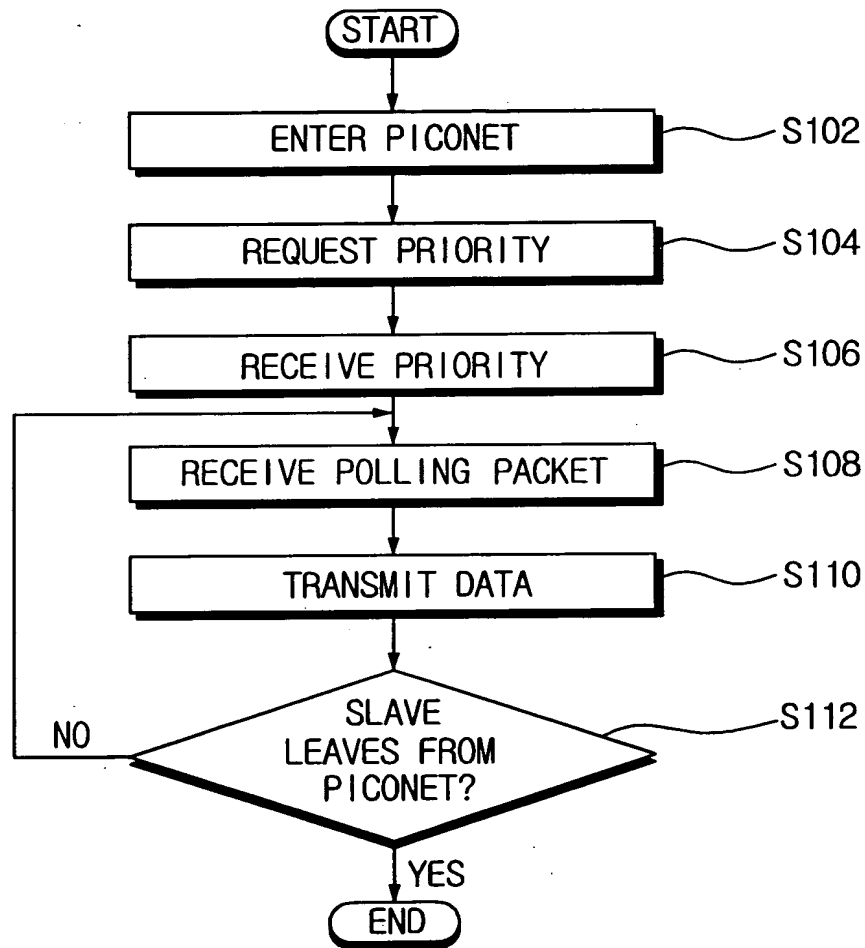 START
ENTER PICONET
S102
REQUEST PRIORITY
S104
RECEIVE PRIORITY
S106
RECEIVE POLLING PACKET
S108
TRANSMIT DATA
S110
SLAVE
LEAVES FROM
PICONET?
S112
NO
YES
END